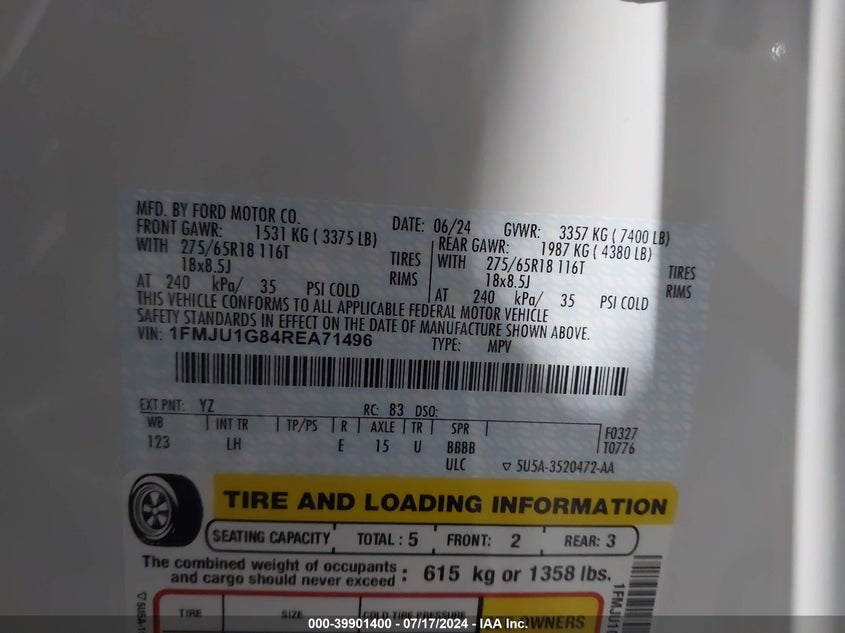 MFD. BY FORD MOTOR CO. DATE: 06/24 GVWR: 3357 KG ( 7400 LB)
FRONT GAWR: 1531 KG ( 3375 LB) REAR GAWR: 1987 KG ( 4380 LB)
WITH 275/65R18 116T TIRES WITH 275/65R18 116T TIRES
18x8.5J RIMS 18x8.5J RIMS
AT 240 kPa/ 35 PSI COLD AT 240 kPa/ 35 PSI COLD
THIS VEHICLE CONFORMS TO ALL APPLICABLE FEDERAL MOTOR VEHICLE
SAFETY STANDARDS IN EFFECT ON THE DATE OF MANUFACTURE SHOWN ABOVE.
VIN: 1FMJU1G84REA71496 TYPE: MPV
EXT PNT: YZ RC: 83 DSO:
WB INT TR TP/PS R AXLE TR SPR F0327
123 LH E 15 U BBBB T0776
ULC ▽ 5U5A-3520472-AA
TIRE AND LOADING INFORMATION
SEATING CAPACITY TOTAL : 5 FRONT: 2 REAR: 3
The combined weight of occupants
and cargo should never exceed : 615 kg or 1358 lbs.
TIRE SIZE COLD TIRE PRESSURE OWNERS
▽ 5U5A-1
1FMJU1G
000-39901400 - 07/17/2024 - IAA Inc.